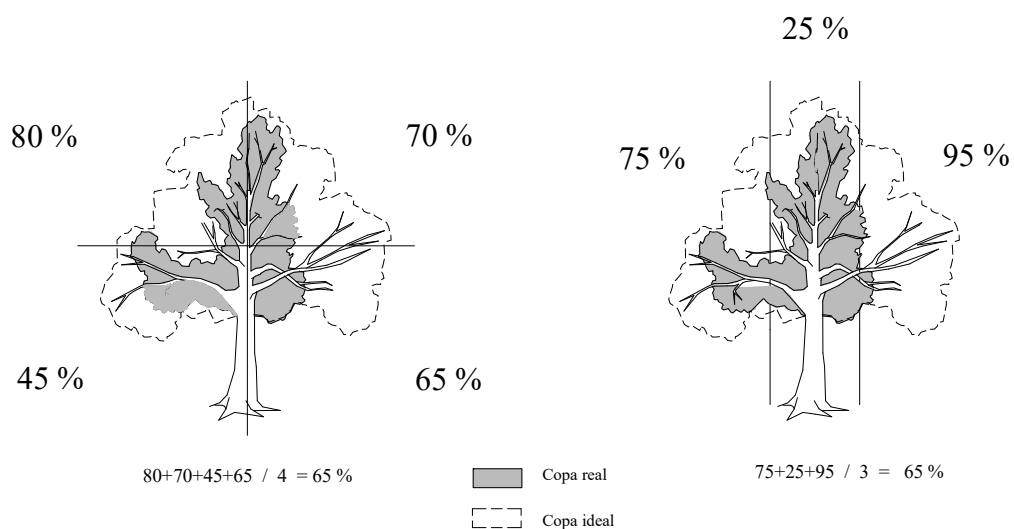 25 %
80 %
70 %
75 %
95 %
45 %
65 %
80+70+45+65 / 4 = 65 %
Copa real
75+25+95 / 3 = 65 %
Copa ideal